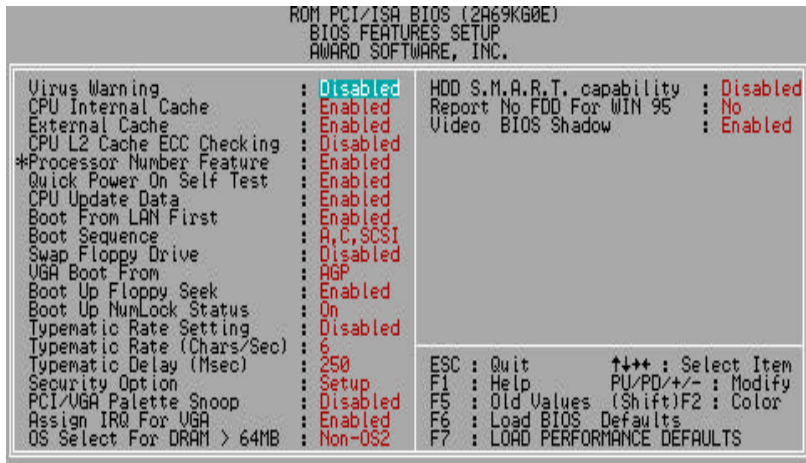 ROM PCI/ISA BIOS (2A69KG0E)
BIOS FEATURES SETUP
AWARD SOFTWARE, INC.
Virus Warning : Disabled
CPU Internal Cache : Enabled
External Cache : Enabled
CPU L2 Cache ECC Checking : Disabled
*Processor Number Feature : Enabled
Quick Power On Self Test : Enabled
CPU Update Data : Enabled
Boot From LAN First : Enabled
Boot Sequence : A,C,SCSI
Swap Floppy Drive : Disabled
VGA Boot From : AGP
Boot Up Floppy Seek : Enabled
Boot Up NumLock Status : On
Typematic Rate Setting : Disabled
Typematic Rate (Chars/Sec) : 6
Typematic Delay (Msec) : 250
Security Option : Setup
PCI/VGA Palette Snoop : Disabled
Assign IRQ For VGA : Enabled
OS Select For DRAM > 64MB : Non-OS2
HDD S.M.A.R.T. capability : Disabled
Report No FDD For WIN 95 : No
Video BIOS Shadow : Enabled
ESC : Quit ↑↓→← : Select Item
F1 : Help PU/PD/+/- : Modify
F5 : Old Values (Shift)F2 : Color
F6 : Load BIOS Defaults
F7 : LOAD PERFORMANCE DEFAULTS